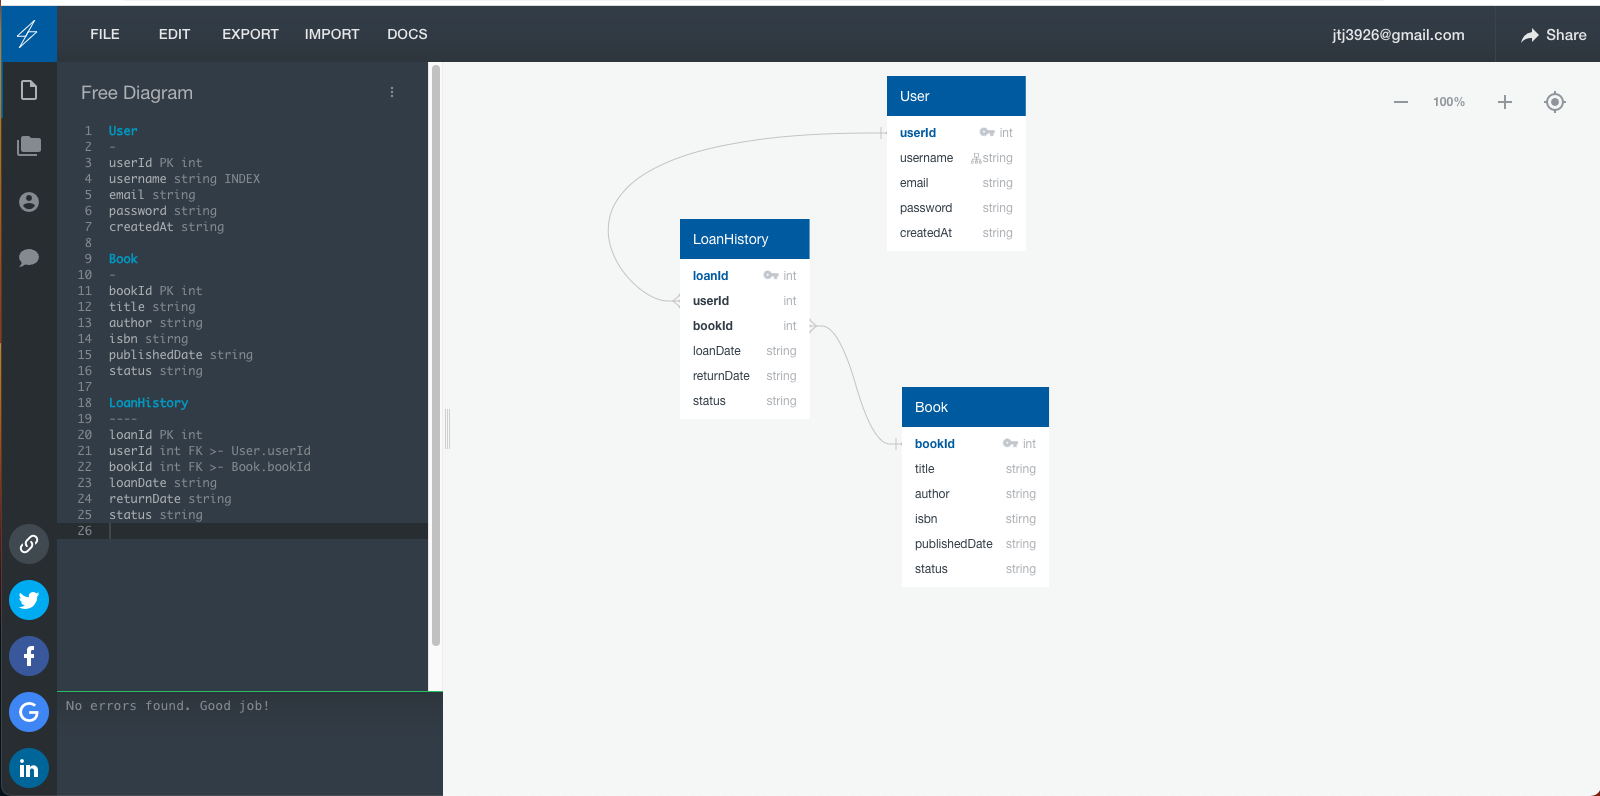 FILE EDIT EXPORT IMPORT DOCS jtj3926@gmail.com Share
Free Diagram
1 User
2 -
3 userId PK int
4 username string INDEX
5 email string
6 password string
7 createdAt string
8
9 Book
10 -
11 bookId PK int
12 title string
13 author string
14 isbn stirng
15 publishedDate string
16 status string
17
18 LoanHistory
19 ----
20 loanId PK int
21 userId int FK >- User.userId
22 bookId int FK >- Book.bookId
23 loanDate string
24 returnDate string
25 status string
26
No errors found. Good job!
100%
User
userId int
username string
email string
password string
createdAt string
LoanHistory
loanId int
userId int
bookId int
loanDate string
returnDate string
status string
Book
bookId int
title string
author string
isbn stirng
publishedDate string
status string